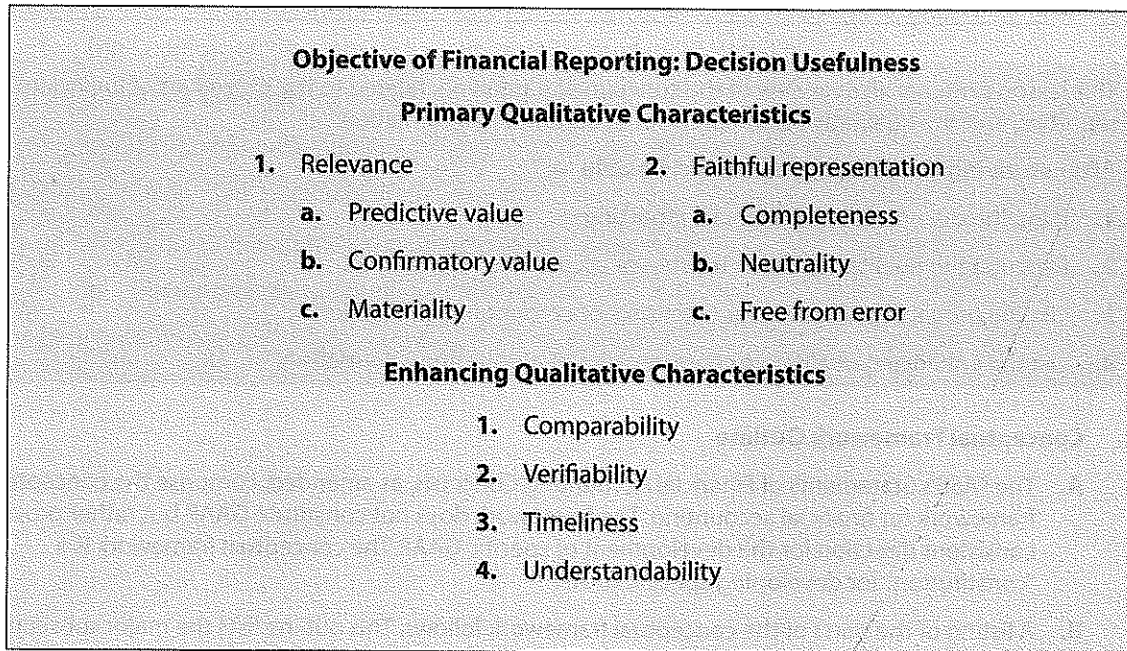 Objective of Financial Reporting: Decision Usefulness
Primary Qualitative Characteristics
1. Relevance
a. Predictive value
b. Confirmatory value
c. Materiality
2. Faithful representation
a. Completeness
b. Neutrality
c. Free from error
Enhancing Qualitative Characteristics
1. Comparability
2. Verifiability
3. Timeliness
4. Understandability